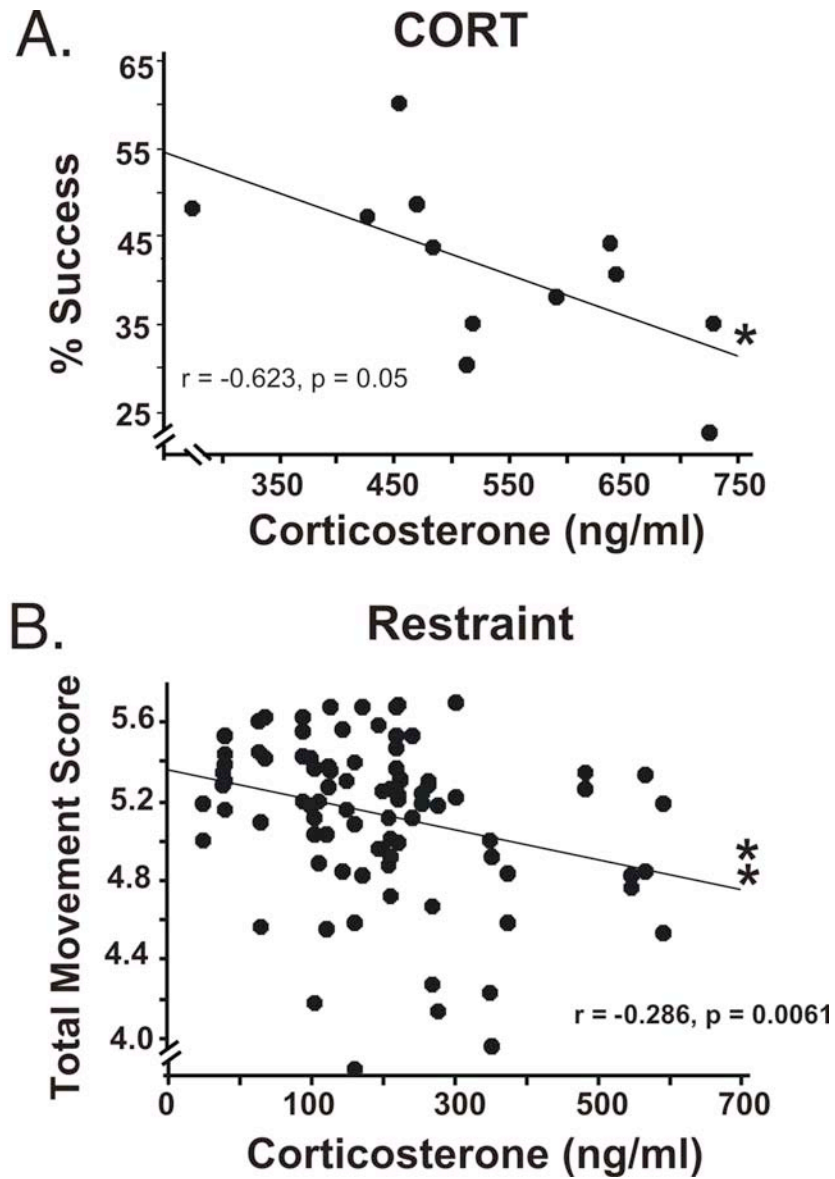 A.
CORT
65
55
45
35
25
% Success
*
r = -0.623, p = 0.05
350 450 550 650 750
Corticosterone (ng/ml)
B.
Restraint
5.6
5.2
4.8
4.4
4.0
Total Movement Score
*
*
r = -0.286, p = 0.0061
0 100 300 500 700
Corticosterone (ng/ml)